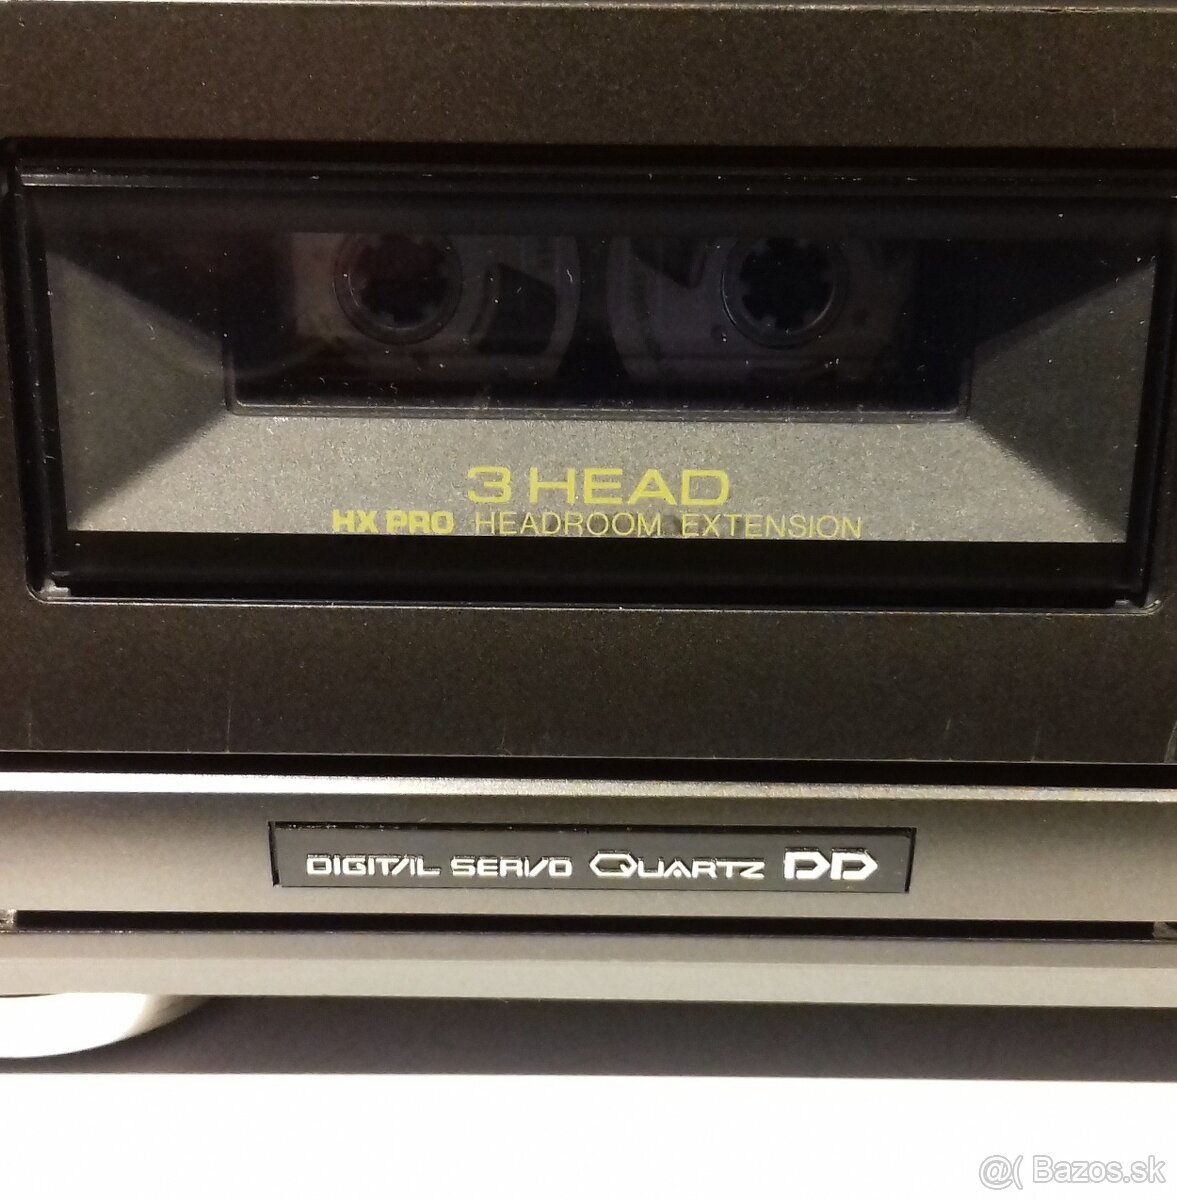 3 HEAD
HX PRO HEADROOM EXTENSION
DIGITAL SERVO QUARTZ DD
@( Bazos.sk